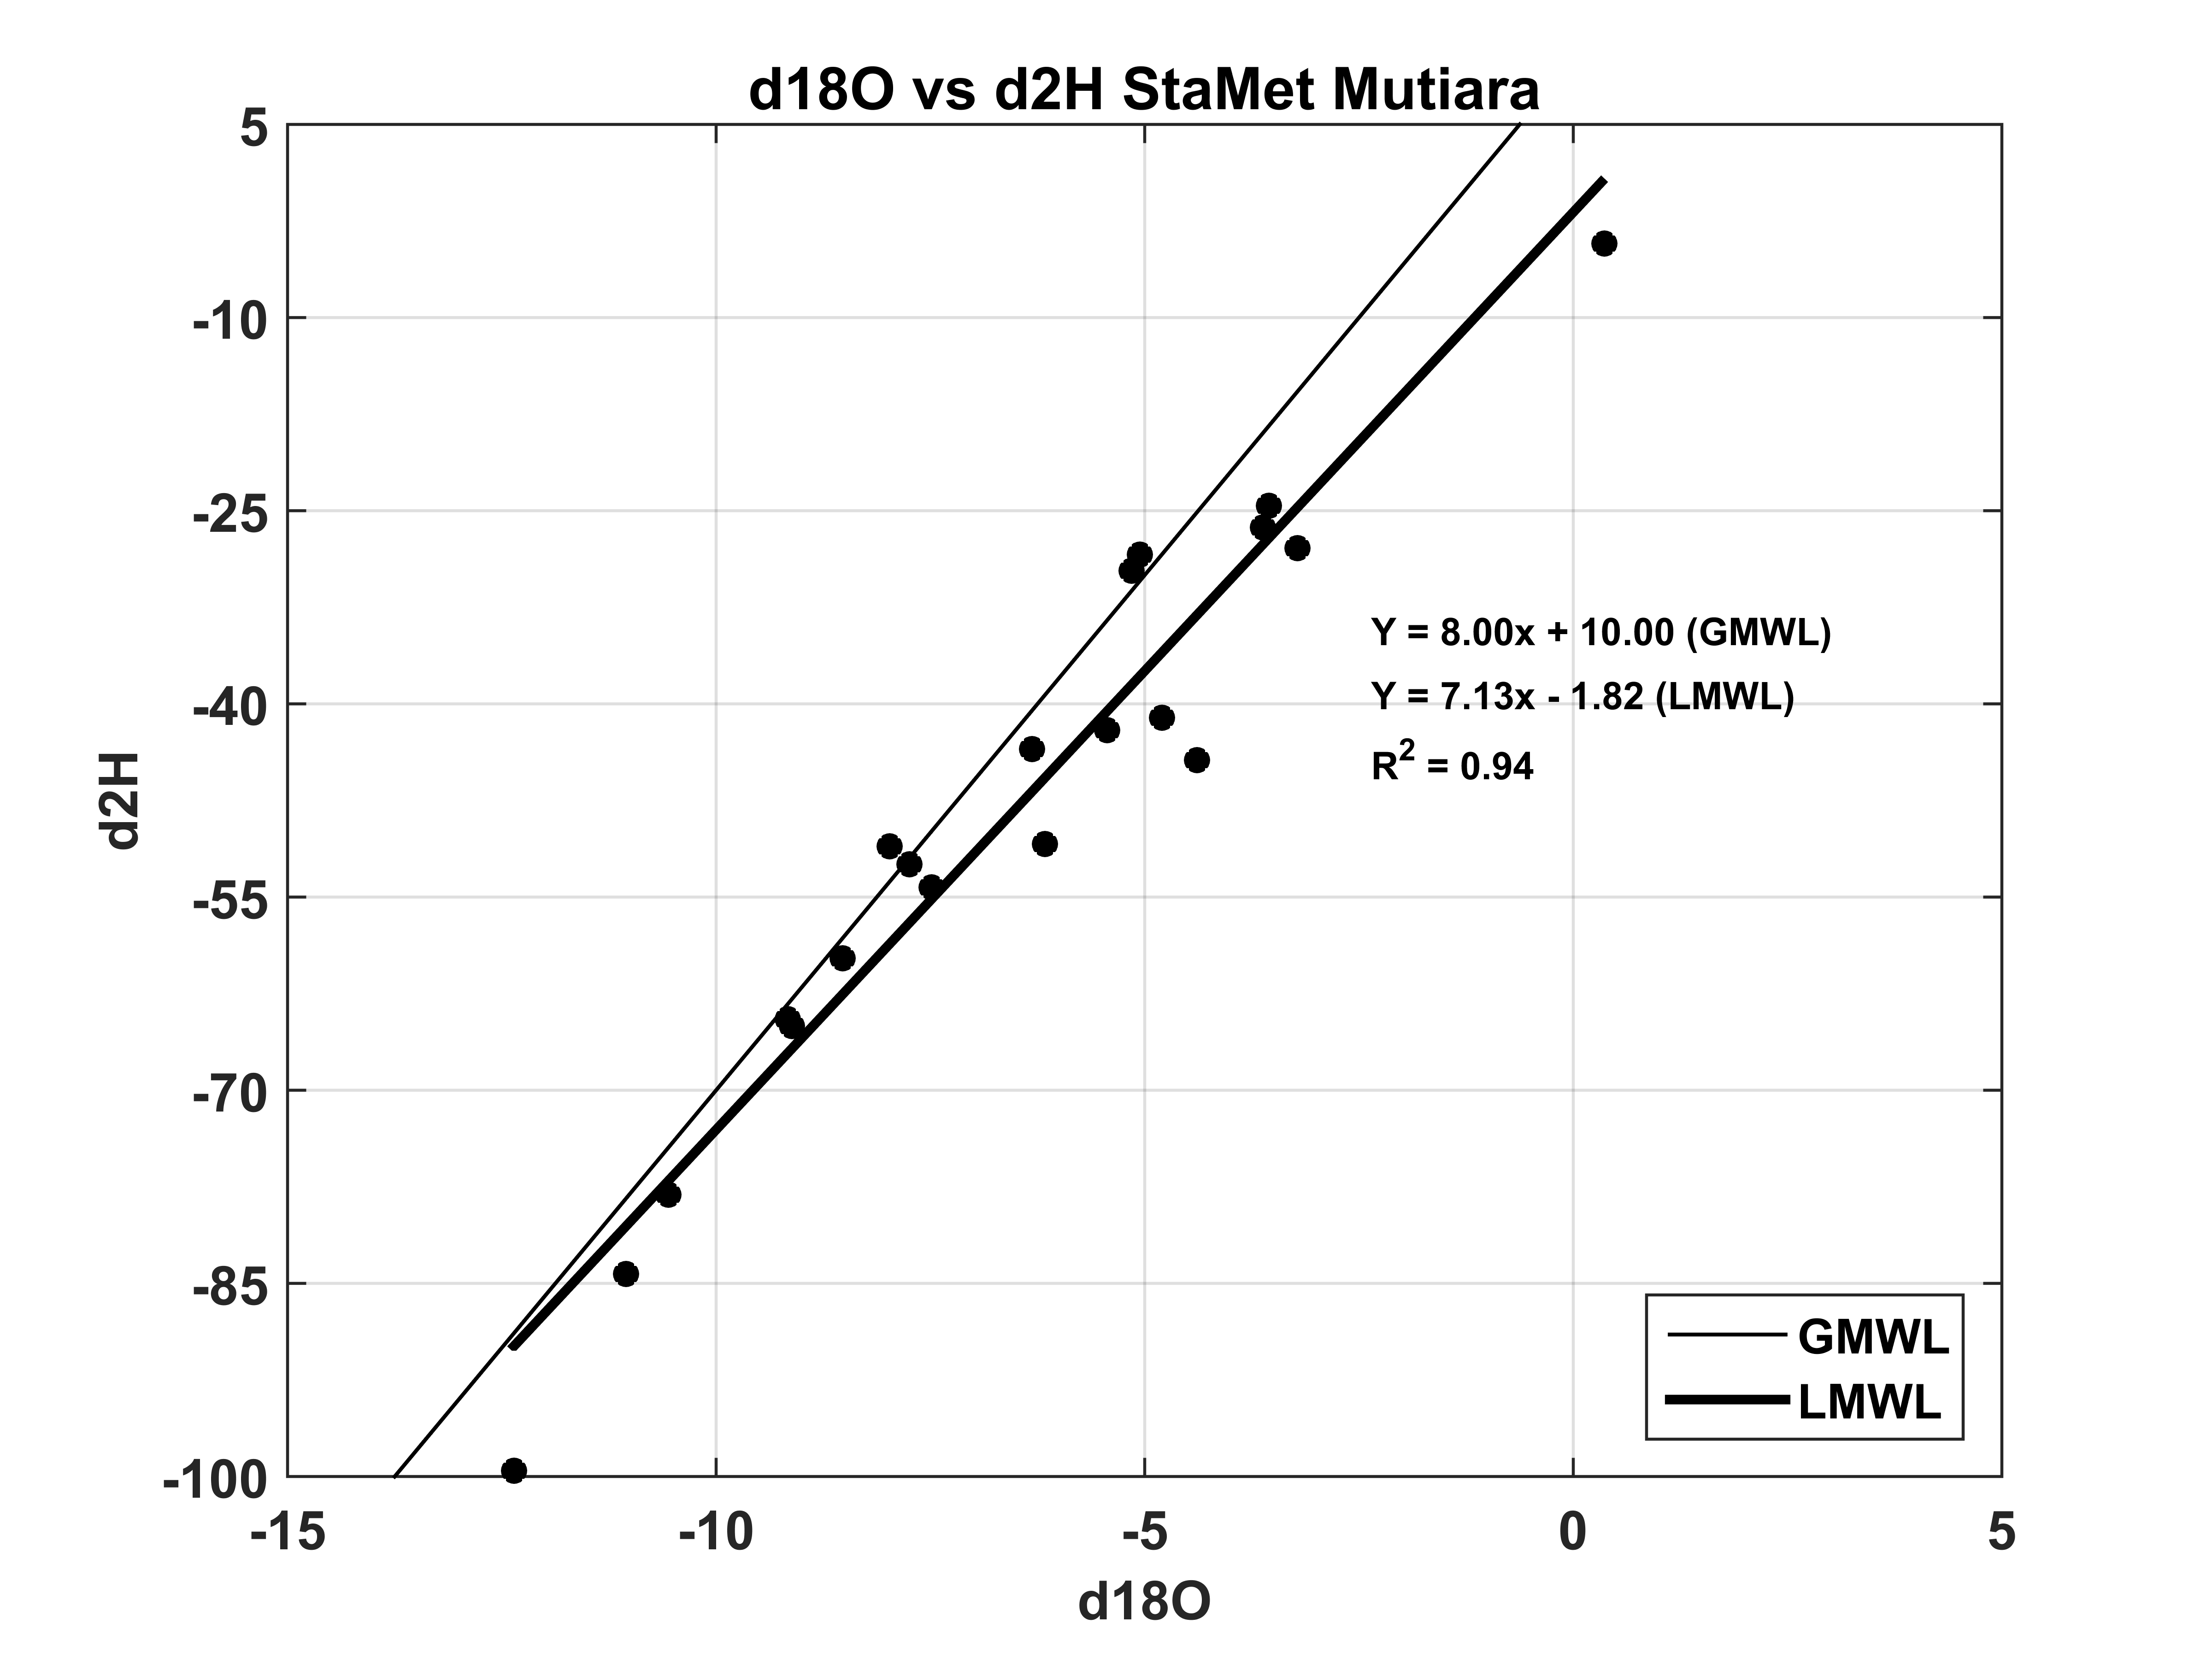 d18O vs d2H StaMet Mutiara
5
-10
-25
-40
-55
-70
-85
-100
d2H
Y = 8.00x + 10.00 (GMWL)
Y = 7.13x - 1.82 (LMWL)
R² = 0.94
GMWL
LMWL
-15 -10 -5 0 5
d18O